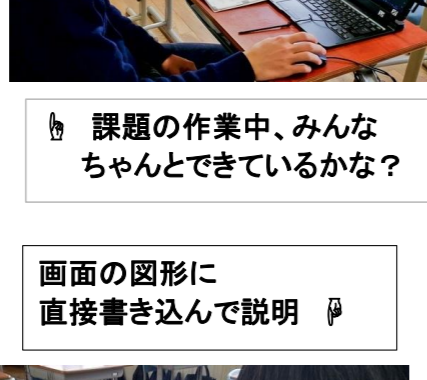 ☝ 課題の作業中、みんな
ちゃんとできているかな？
画面の図形に
直接書き込んで説明 ☟